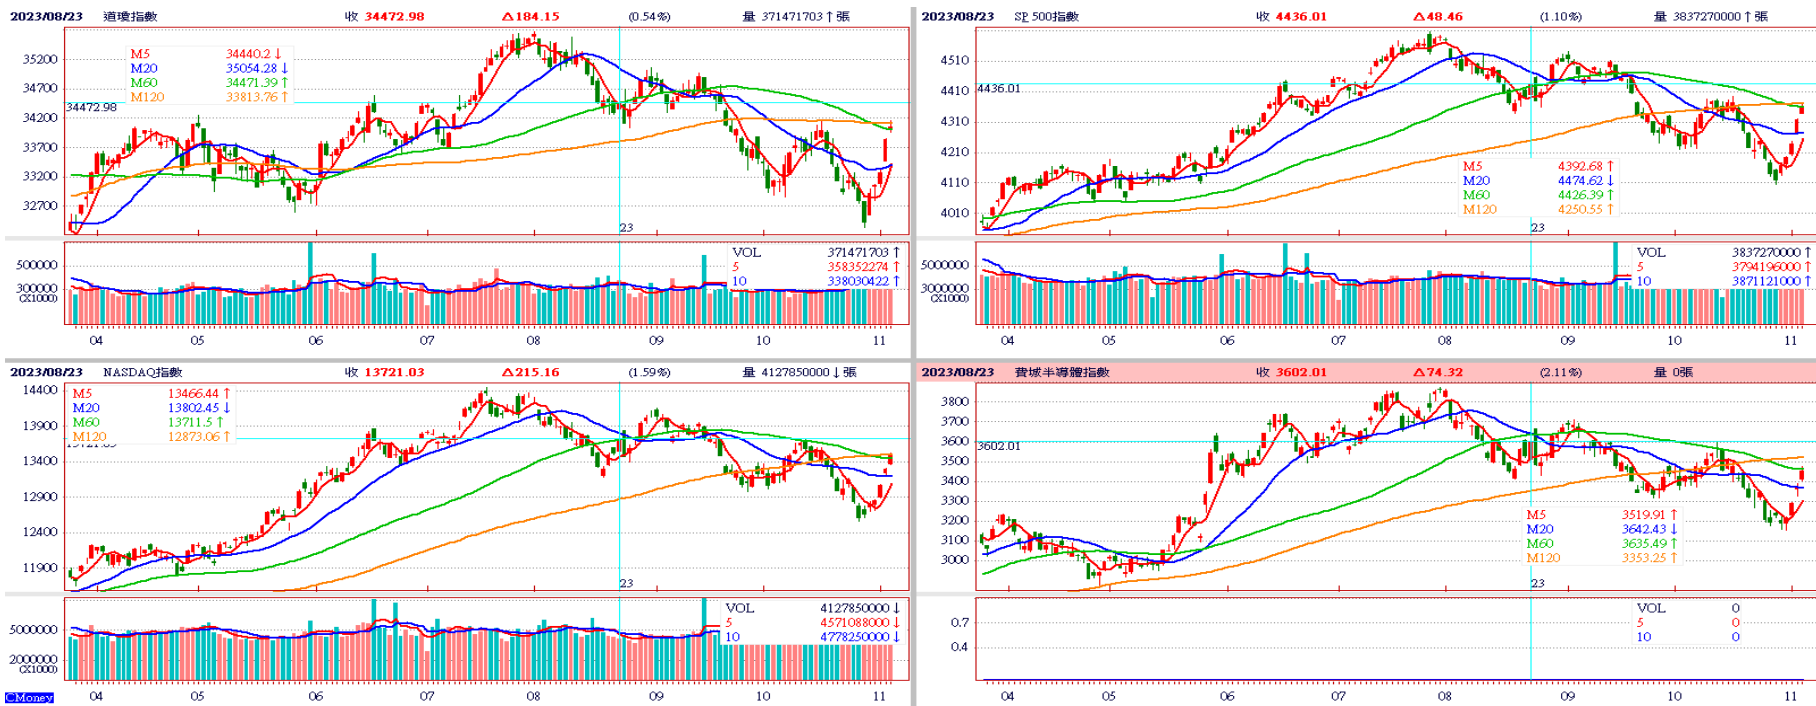 2023/08/23 道瓊指數 收 34472.98 △184.15 (0.54%) 量 371471703↑張
M5 34440.2↓
M20 35054.28↓
M60 34471.39↑
M120 33813.76↑
35200
34700
34472.98
34200
33700
33200
32700
23
VOL 371471703↑
5 358352274↑
10 338030422↑
500000
300000
(X1000)
04 05 06 07 08 09 10 11
2023/08/23 SP 500指數 收 4436.01 △48.46 (1.10%) 量 3837270000↑張
4510
4410
4436.01
4310
4210
4110
4010
M5 4392.68↑
M20 4474.62↓
M60 4426.39↑
M120 4250.55↑
23
VOL 3837270000↑
5 3794196000↑
10 3871121000↑
5000000
3000000
(X1000)
04 05 06 07 08 09 10 11
2023/08/23 NASDAQ指數 收 13721.03 △215.16 (1.59%) 量 4127850000↓張
M5 13466.44↑
M20 13802.45↓
M60 13711.5↑
M120 12873.06↑
14400
13900
13400
12900
12400
11900
23
VOL 4127850000↓
5 4571088000↓
10 4778250000↓
5000000
2000000
(X1000)
04 05 06 07 08 09 10 11
CMoney
2023/08/23 費城半導體指數 收 3602.01 △74.32 (2.11%) 量 0張
3800
3700
3600
3602.01
3500
3400
3300
3200
3100
3000
M5 3519.91↑
M20 3642.43↓
M60 3635.49↑
M120 3353.25↑
23
VOL 0
5 0
10 0
0.7
0.4
04 05 06 07 08 09 10 11